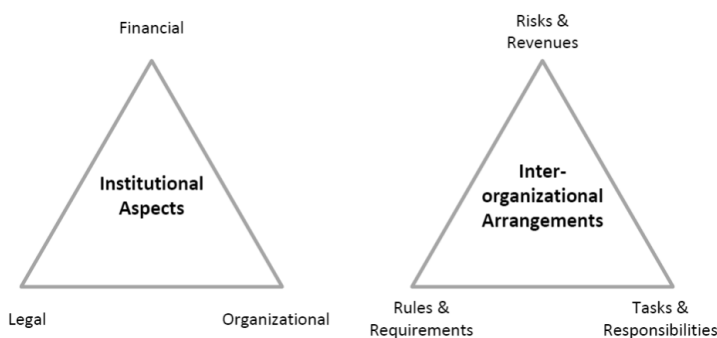 Financial
Institutional
Aspects
Legal
Organizational
Risks &
Revenues
Inter-
organizational
Arrangements
Rules &
Requirements
Tasks &
Responsibilities